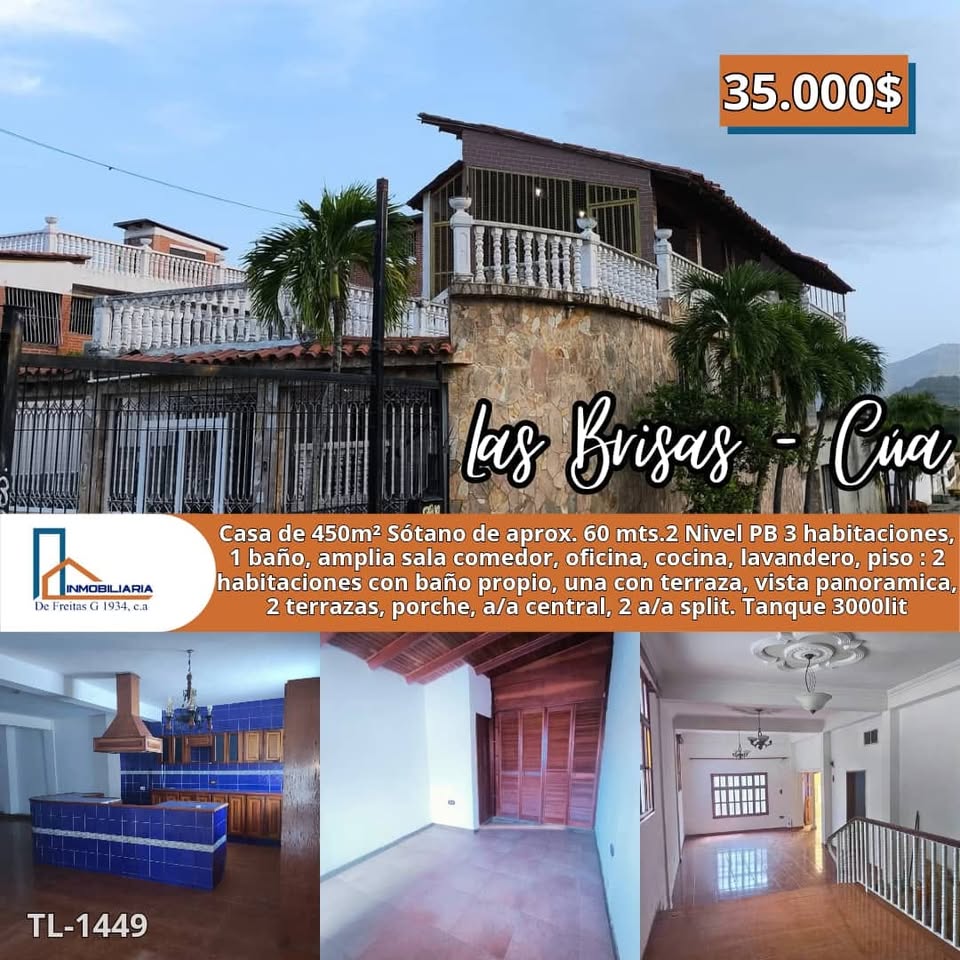 35.000$
Las Brisas - Cúa
INMOBILIARIA
De Freitas G 1934, c.a
Casa de 450m² Sótano de aprox. 60 mts.2 Nivel PB 3 habitaciones,
1 baño, amplia sala comedor, oficina, cocina, lavandero, piso : 2
habitaciones con baño propio, una con terraza, vista panoramica,
2 terrazas, porche, a/a central, 2 a/a split. Tanque 3000lit
TL-1449